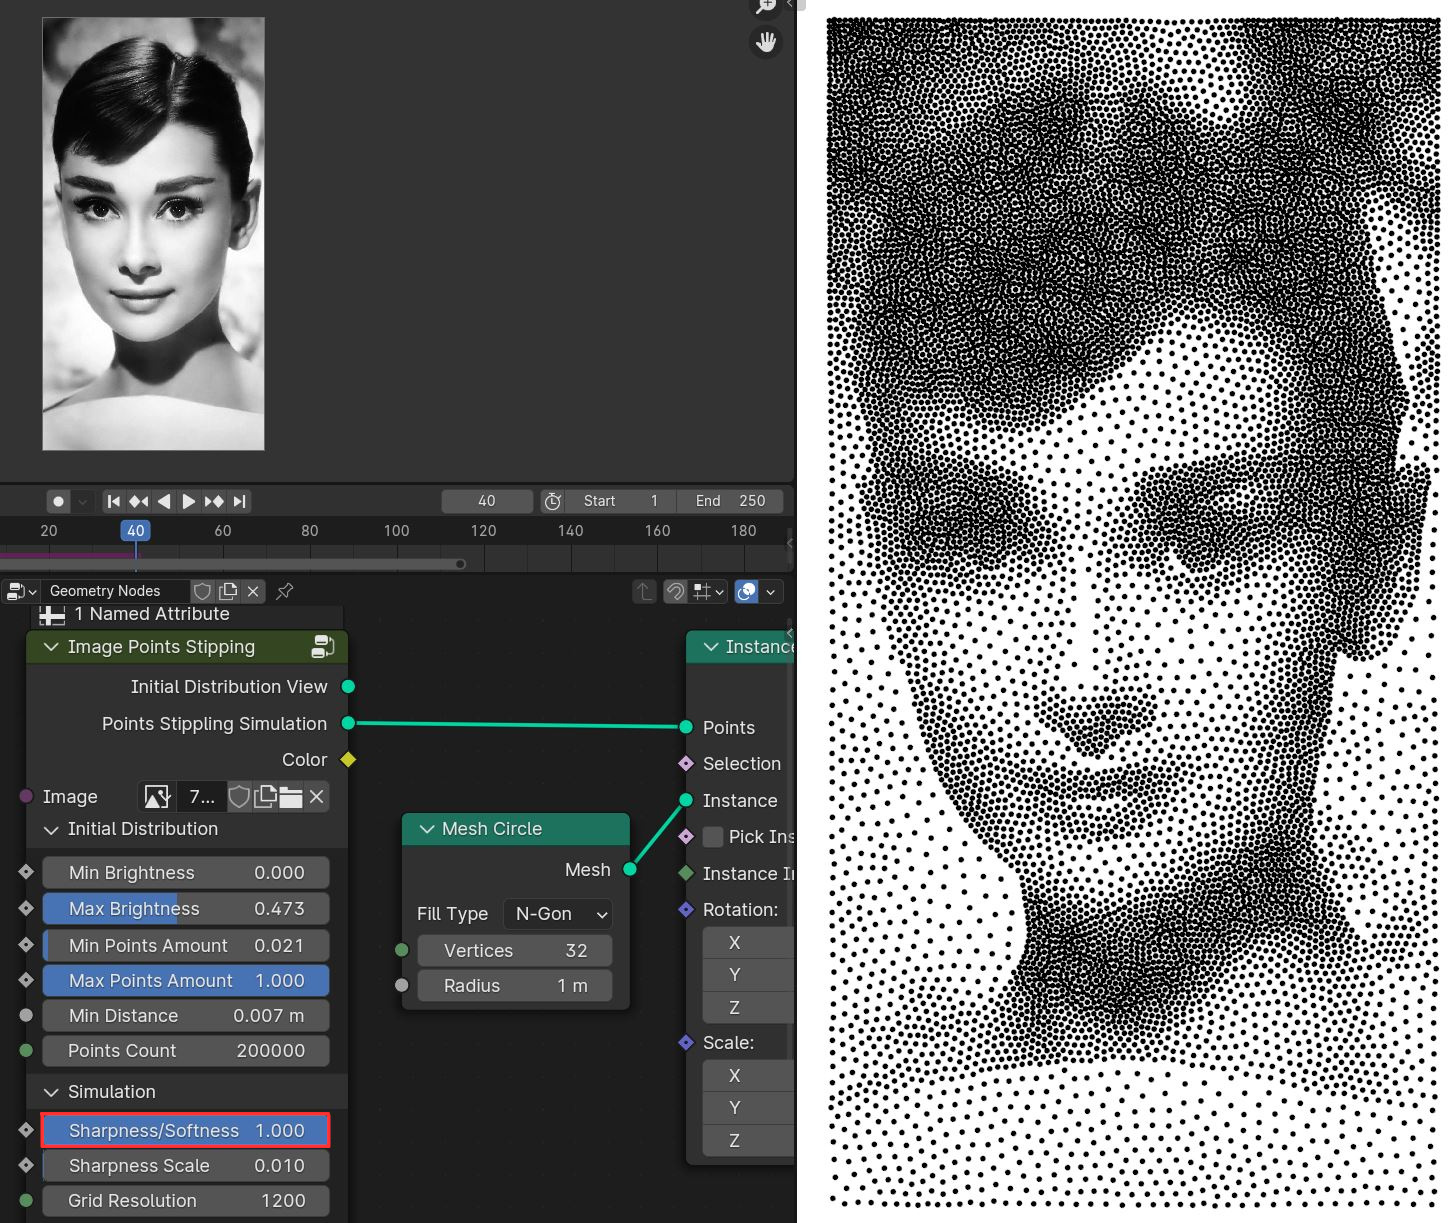 40
Start 1
End 250
20 40 60 80 100 120 140 160 180
Geometry Nodes
1 Named Attribute
Image Points Stipping
Initial Distribution View
Points Stippling Simulation
Color
Image 7...
Initial Distribution
Min Brightness 0.000
Max Brightness 0.473
Min Points Amount 0.021
Max Points Amount 1.000
Min Distance 0.007 m
Points Count 200000
Simulation
Sharpness/Softness 1.000
Sharpness Scale 0.010
Grid Resolution 1200
Mesh Circle
Mesh
Fill Type N-Gon
Vertices 32
Radius 1 m
Instance
Points
Selection
Instance
Pick Ins
Instance I
Rotation:
X
Y
Z
Scale:
X
Y
Z